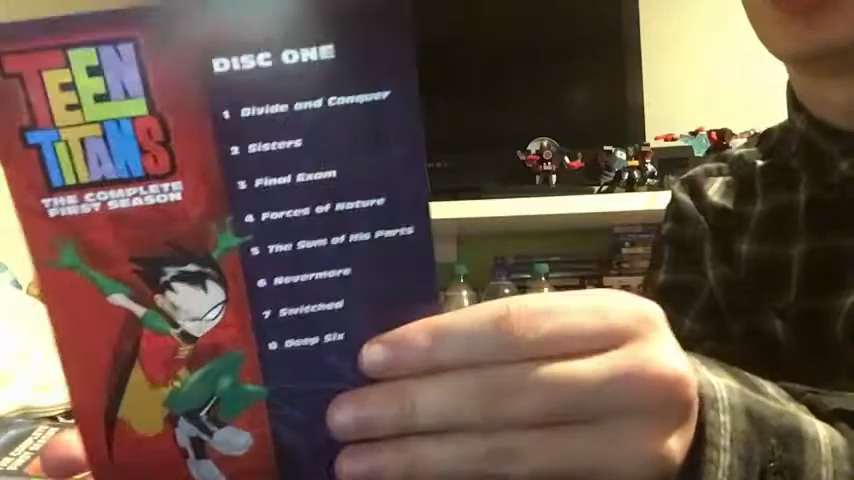 TEEN
TITANS
THE COMPLETE
FIRST SEASON
DISC ONE
1 Divide and Conquer
2 Sisters
3 Final Exam
4 Forces of Nature
5 The Sum of His Parts
6 Nevermore
7 Switched
8 Deep Six